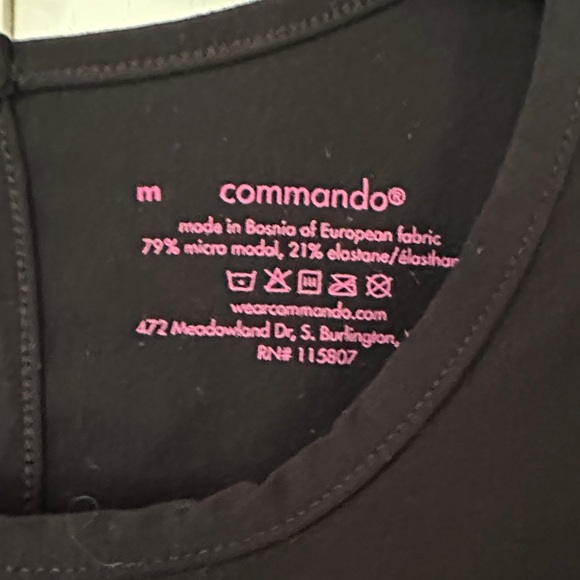 m commando®
made in Bosnia of European fabric
79% micro modal, 21% elastane/élasthan
wearcommando.com
472 Meadowland Dr, S. Burlington,
RN# 115807